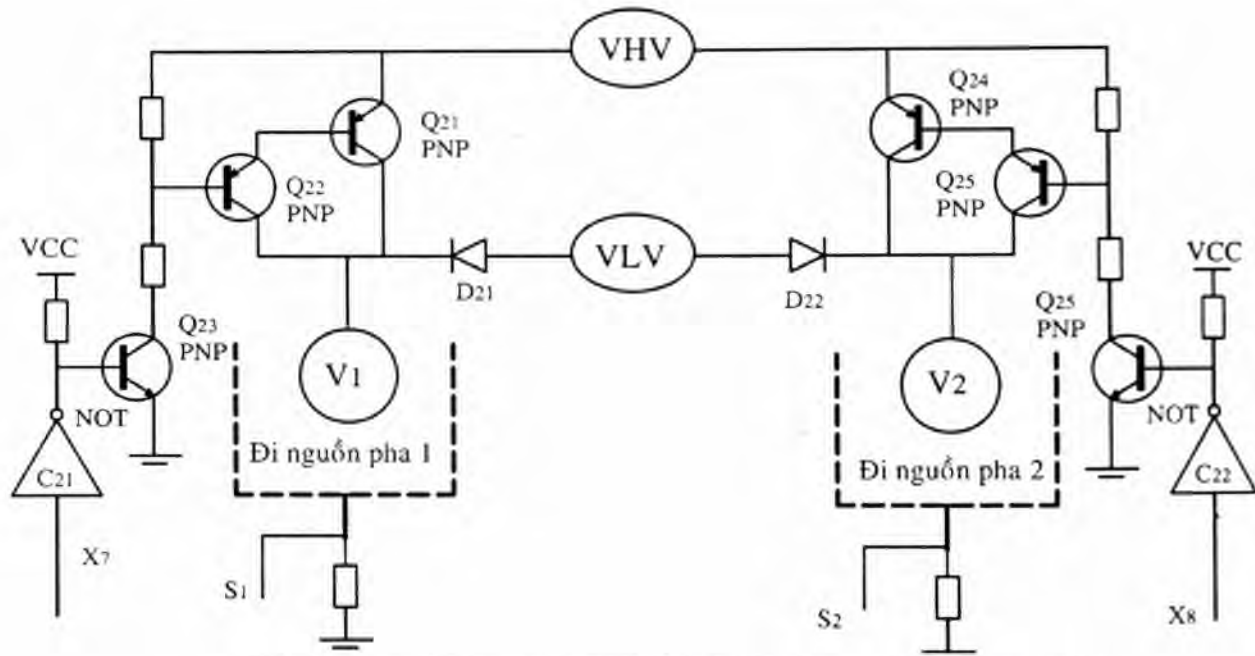 VHV
Q24
PNP
Q21
PNP
Q22
PNP
Q25
PNP
VCC
VLV
VCC
D21
D22
Q23
PNP
Q25
PNP
V1
V2
NOT
NOT
Đi nguồn pha 1
Đi nguồn pha 2
C21
C22
X7
S1
S2
X8